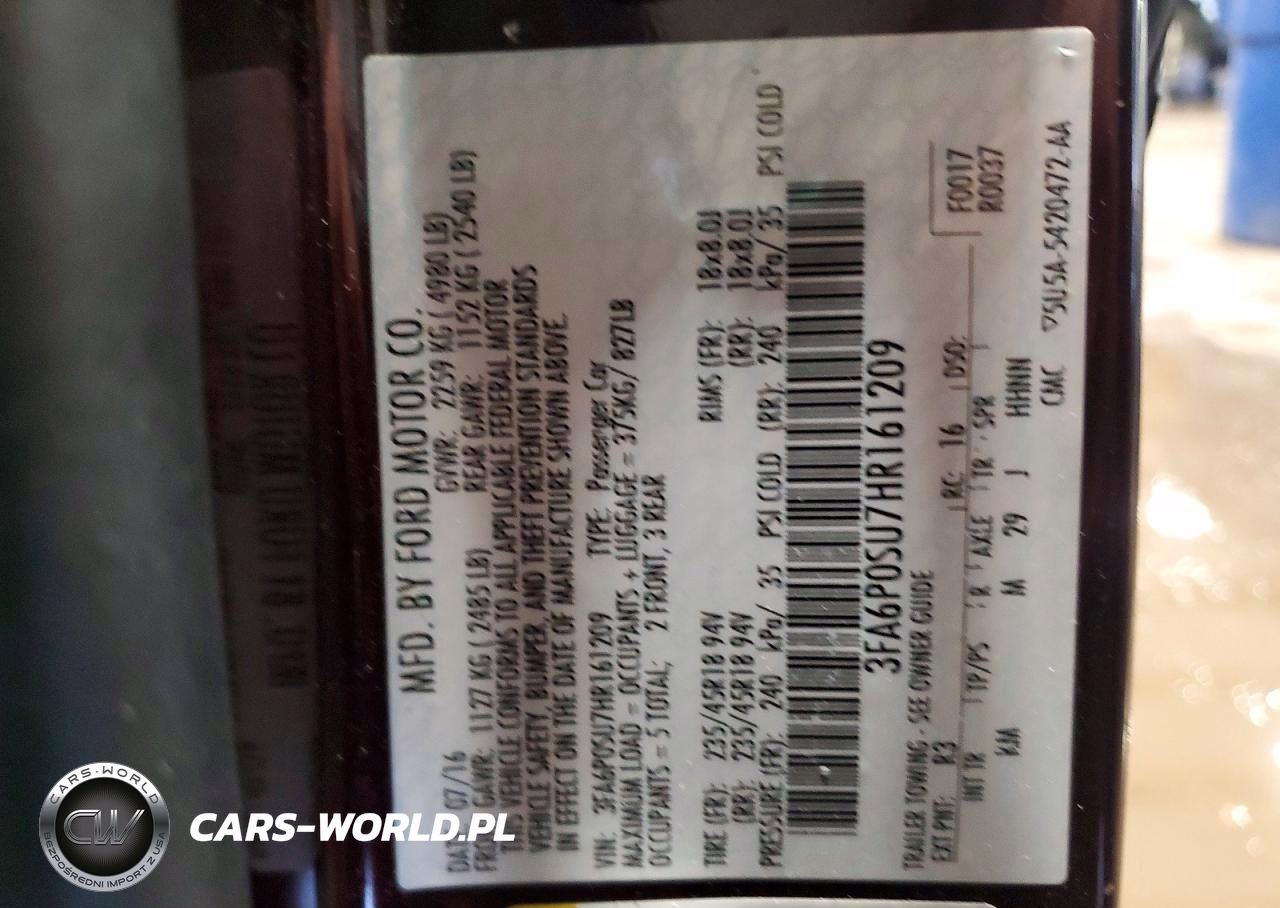 MFD. BY FORD MOTOR CO.
DATE: 07/16 GVWR: 2259 KG ( 4980 LB)
FRONT GAWR: 1127 KG ( 2485 LB) REAR GAWR: 1152 KG ( 2540 LB)
THIS VEHICLE CONFORMS TO ALL APPLICABLE FEDERAL MOTOR
VEHICLE SAFETY, BUMPER, AND THEFT PREVENTION STANDARDS
IN EFFECT ON THE DATE OF MANUFACTURE SHOWN ABOVE.
VIN: 3FA6P0SU7HR161209 TYPE: Passenger Car
MAXIMUM LOAD = OCCUPANTS + LUGGAGE = 375KG/ 827LB
OCCUPANTS = 5 TOTAL; 2 FRONT, 3 REAR
TIRE (FR): 235/45R18 94V RIMS (FR): 18x8.0J
(RR): 235/45R18 94V (RR): 18x8.0J
PRESSURE (FR): 240 kPa/ 35 PSI COLD (RR): 240 kPa/ 35 PSI COLD
3FA6P0SU7HR161209
TRAILER TOWING - SEE OWNER GUIDE
F0017
R0037
EXT PNT: R3 RC: 16 DSO:
INT TR TP/PS R AXLE TR SPR
KM M 29 J HHNN
CMC ▽5U5A-5420472-AA
CARS-WORLD
CW
BEZPOŚREDNI IMPORT Z USA
CARS-WORLD.PL